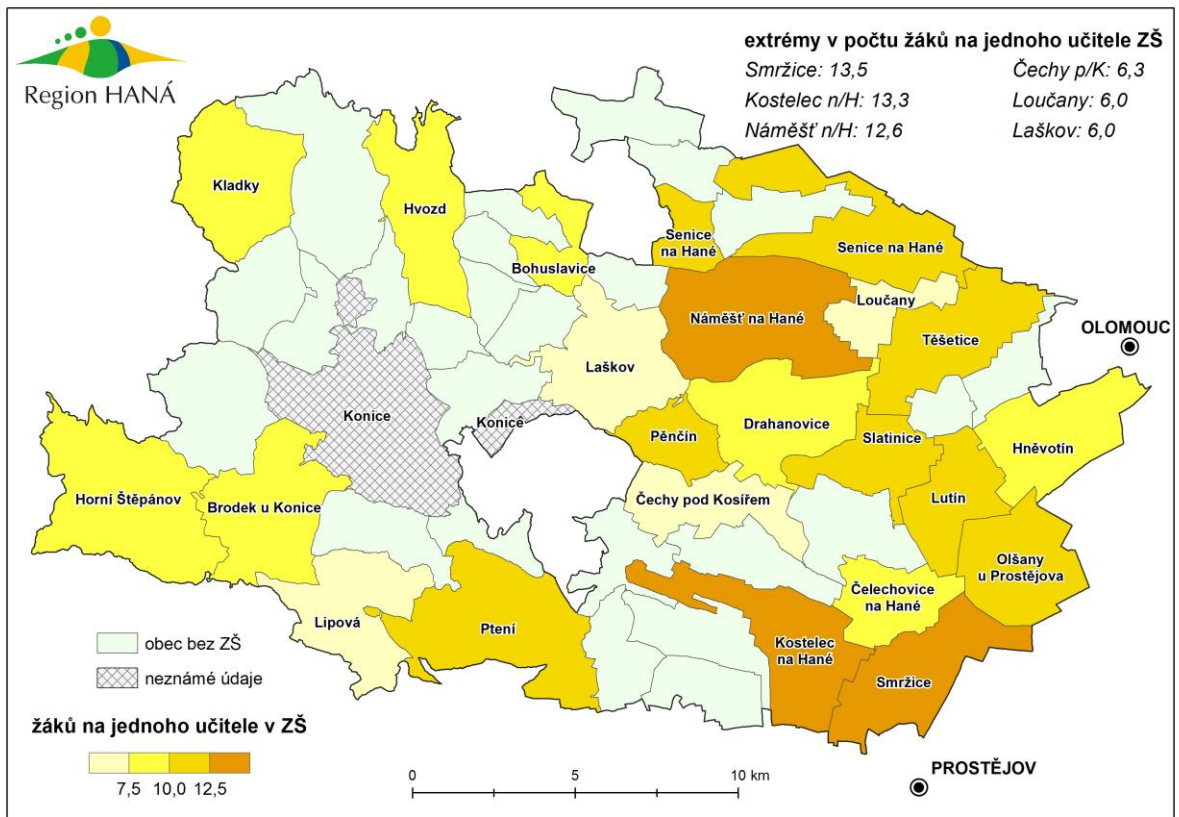 Region HANÁ
extrémy v počtu žáků na jednoho učitele ZŠ
Smržice: 13,5 Čechy p/K: 6,3
Kostelec n/H: 13,3 Loučany: 6,0
Náměšť n/H: 12,6 Laškov: 6,0
Kladky
Hvozd
Bohuslavice
Senice
na Hané
Senice na Hané
Náměšť na Hané
Loučany
Těšetice
OLOMOUC
Laškov
Konice
Konice
Pěnčín
Drahanovice
Slatinice
Hněvotín
Horní Štěpánov
Brodek u Konice
Čechy pod Kosířem
Lutín
Olšany
u Prostějova
Čelechovice
na Hané
Lipová
Ptení
Kostelec
na Hané
Smržice
obec bez ZŠ
neznámé údaje
žáků na jednoho učitele v ZŠ
7,5 10,0 12,5
0 5 10 km
PROSTĚJOV